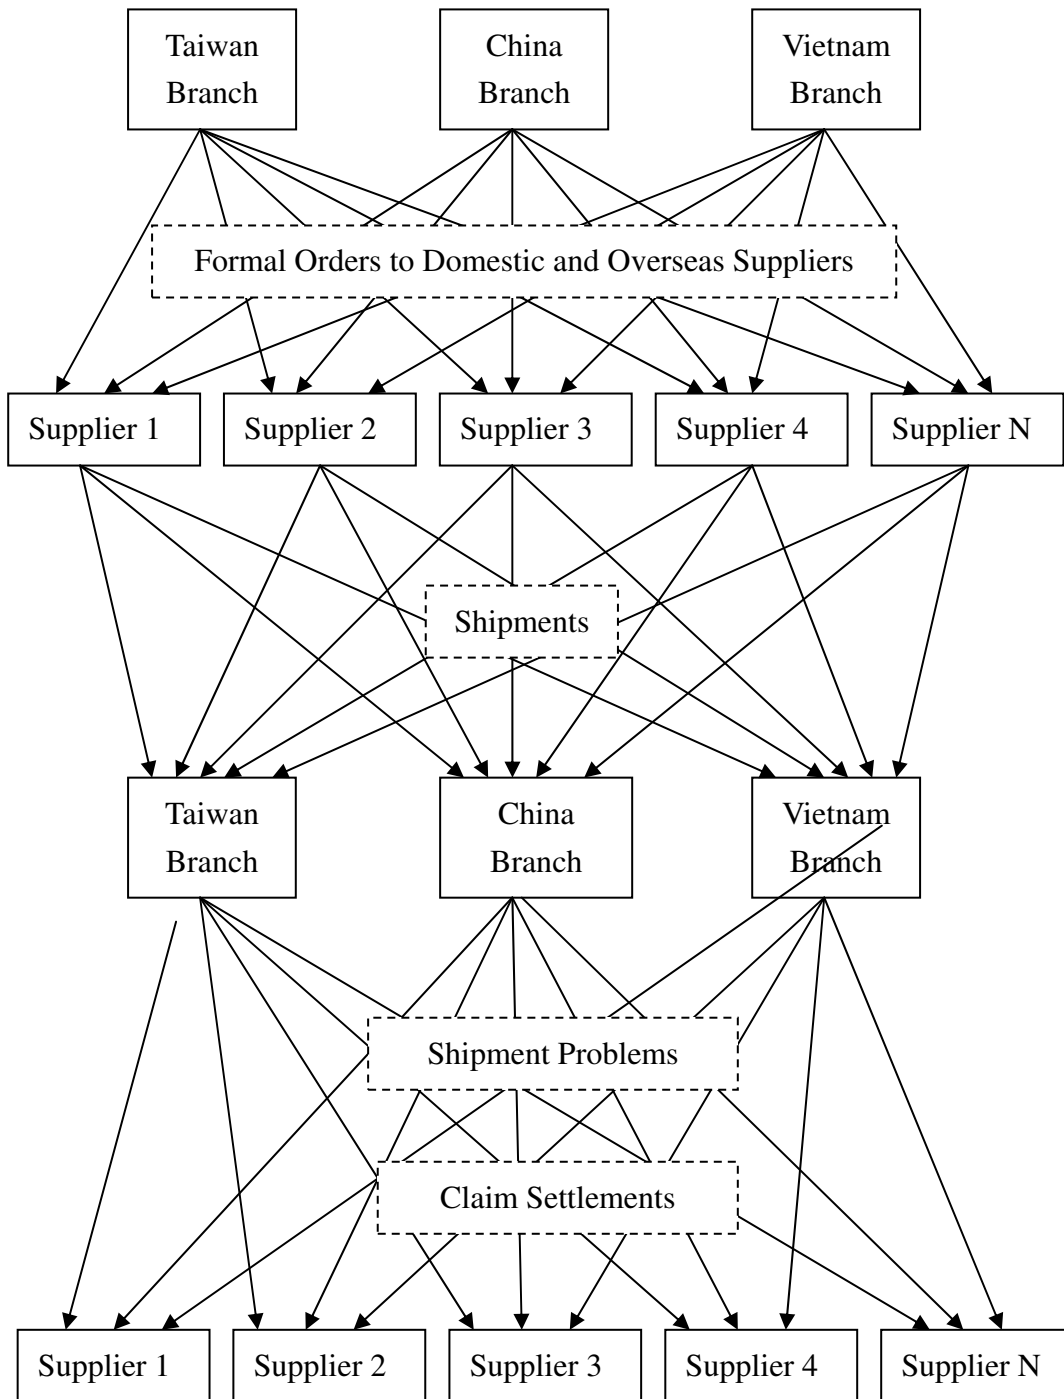 Taiwan
Branch
China
Branch
Vietnam
Branch
Formal Orders to Domestic and Overseas Suppliers
Supplier 1
Supplier 2
Supplier 3
Supplier 4
Supplier N
Shipments
Taiwan
Branch
China
Branch
Vietnam
Branch
Shipment Problems
Claim Settlements
Supplier 1
Supplier 2
Supplier 3
Supplier 4
Supplier N